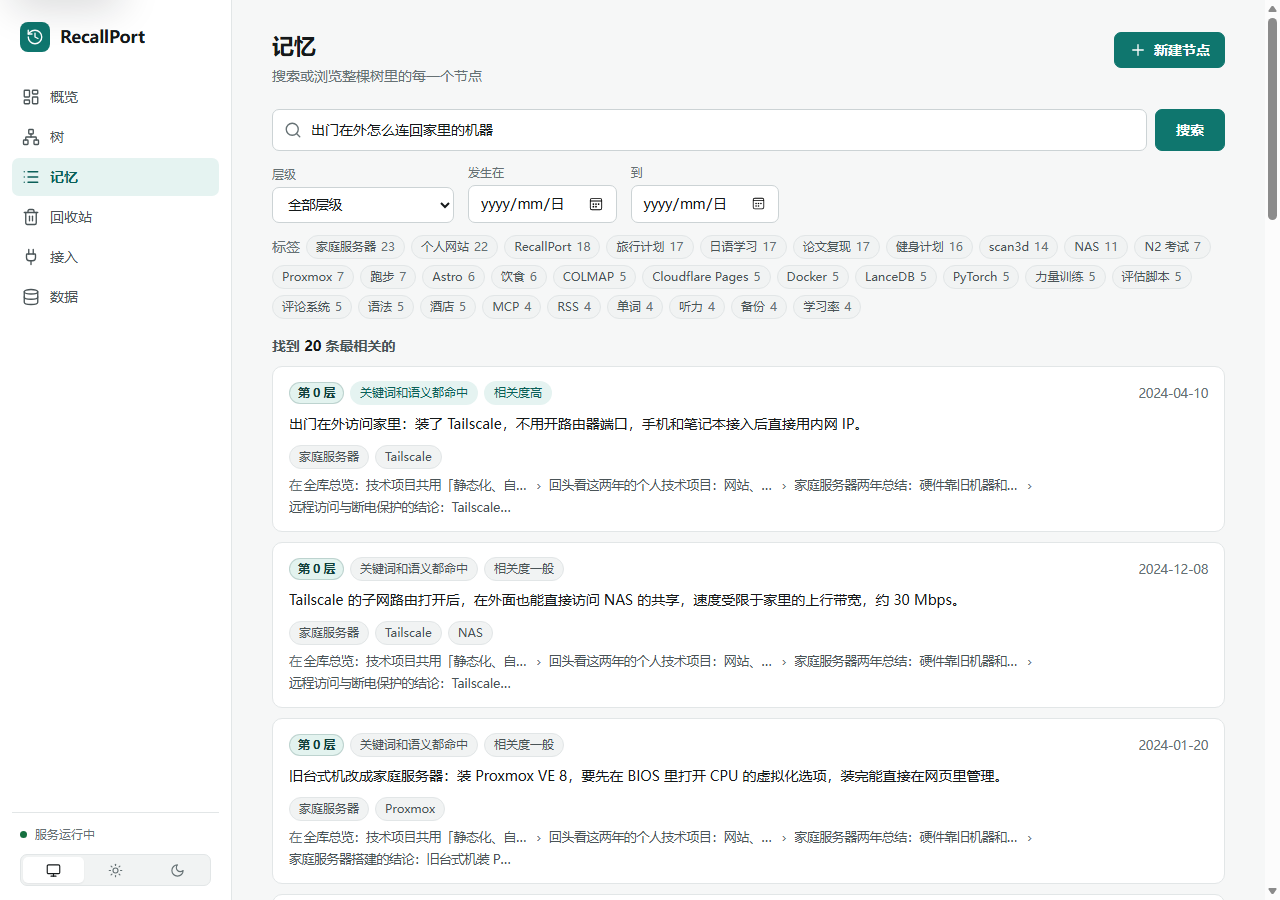 RecallPort
概览
树
记忆
回收站
接入
数据
服务运行中
记忆
搜索或浏览整棵树里的每一个节点
新建节点
出门在外怎么连回家里的机器
搜索
层级 发生在 到
全部层级 yyyy/mm/日 yyyy/mm/日
标签 家庭服务器 23 个人网站 22 RecallPort 18 旅行计划 17 日语学习 17 论文复现 17 健身计划 16 scan3d 14 NAS 11 N2 考试 7
Proxmox 7 跑步 7 Astro 6 饮食 6 COLMAP 5 Cloudflare Pages 5 Docker 5 LanceDB 5 PyTorch 5 力量训练 5 评估脚本 5
评论系统 5 语法 5 酒店 5 MCP 4 RSS 4 单词 4 听力 4 备份 4 学习率 4
找到 20 条最相关的
第 0 层 关键词和语义都命中 相关度高 2024-04-10
出门在外访问家里：装了 Tailscale，不用开路由器端口，手机和笔记本接入后直接用内网 IP。
家庭服务器 Tailscale
在 全库总览：技术项目共用「静态化、自… › 回头看这两年的个人技术项目：网站、… › 家庭服务器两年总结：硬件靠旧机器和… ›
远程访问与断电保护的结论：Tailscale…
第 0 层 关键词和语义都命中 相关度一般 2024-12-08
Tailscale 的子网路由打开后，在外面也能直接访问 NAS 的共享，速度受限于家里的上行带宽，约 30 Mbps。
家庭服务器 Tailscale NAS
在 全库总览：技术项目共用「静态化、自… › 回头看这两年的个人技术项目：网站、… › 家庭服务器两年总结：硬件靠旧机器和… ›
远程访问与断电保护的结论：Tailscale…
第 0 层 关键词和语义都命中 相关度一般 2024-01-20
旧台式机改成家庭服务器：装 Proxmox VE 8，要先在 BIOS 里打开 CPU 的虚拟化选项，装完能直接在网页里管理。
家庭服务器 Proxmox
在 全库总览：技术项目共用「静态化、自… › 回头看这两年的个人技术项目：网站、… › 家庭服务器两年总结：硬件靠旧机器和… ›
家庭服务器搭建的结论：旧台式机装 P…